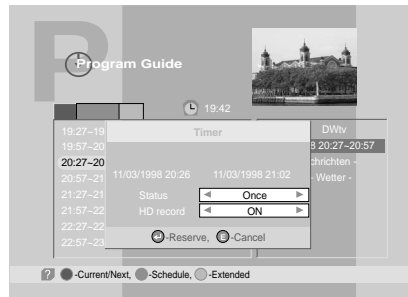 Program Guide
19:42
19:27~19
Timer
DWtv
19:57~20
8 20:27~20:57
20:27~20
chrichten -
20:57~21
11/03/1998 20:26
11/03/1998 21:02
- Wetter -
21:27~21
Status
Once
21:57~22
HD record
ON
22:27~22
22:57~23
-Reserve, E-Cancel
? -Current/Next, -Schedule, -Extended